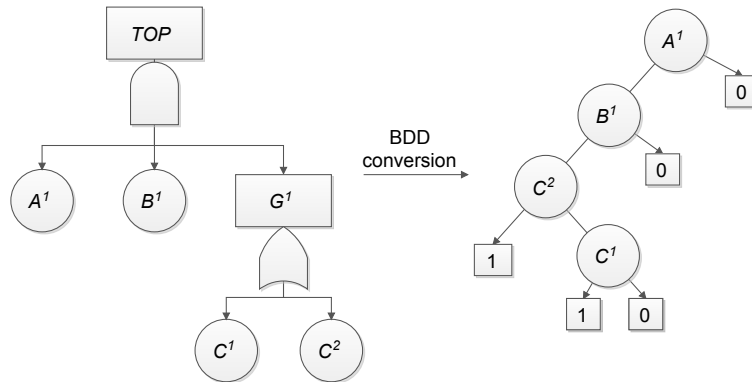 TOP
A¹ B¹ G¹
C¹ C²
BDD
conversion
A¹
0
B¹
0
C²
1
C¹
1 0